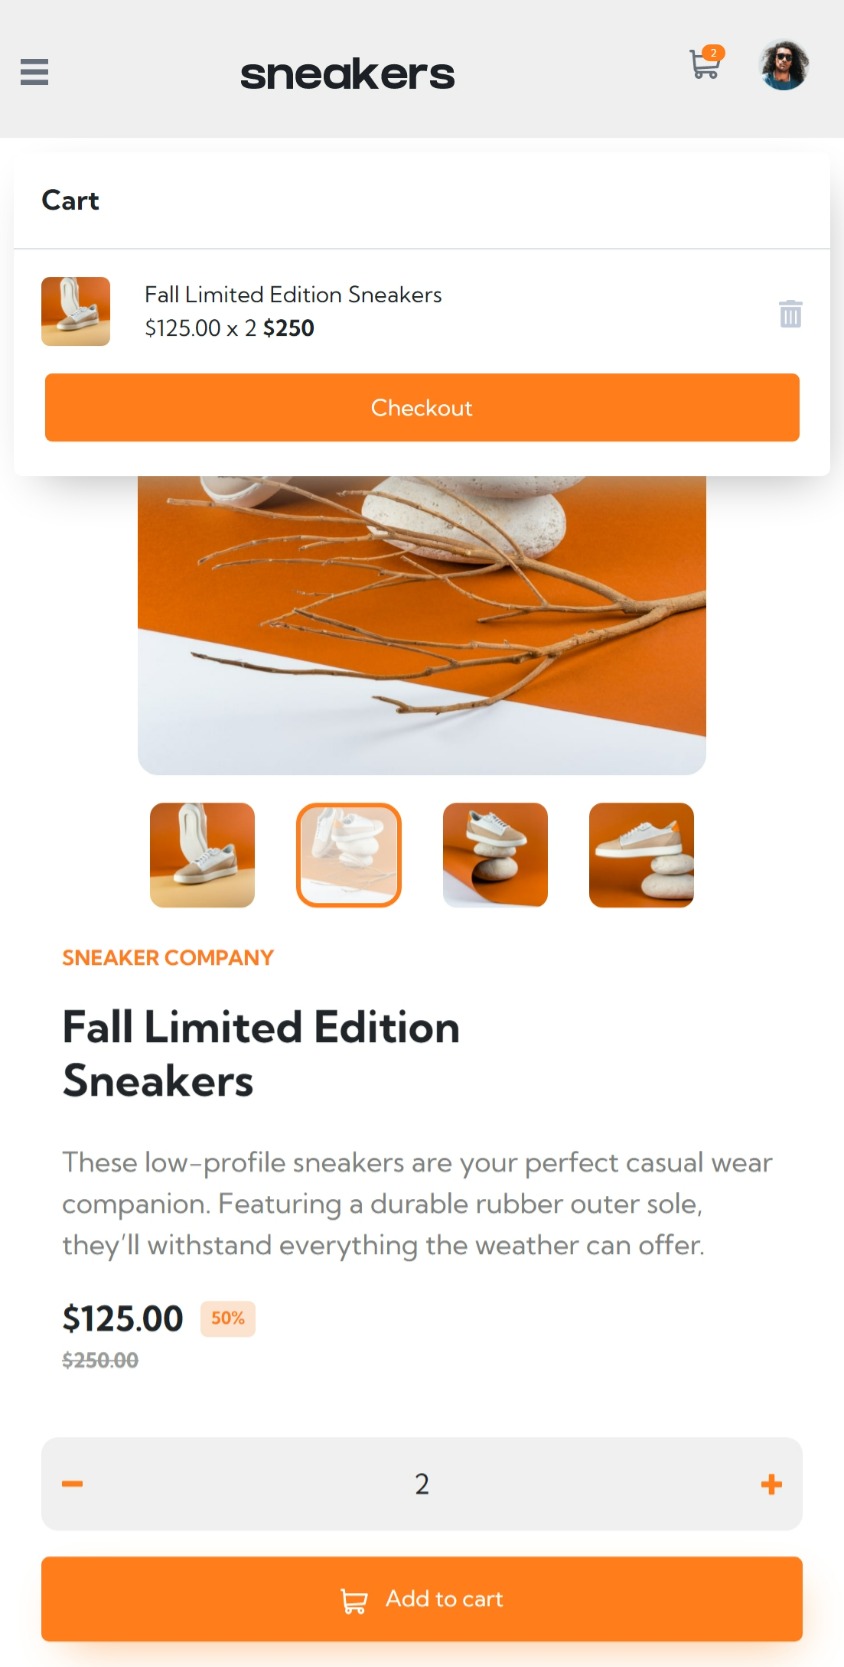 sneakers
2
Cart
Fall Limited Edition Sneakers
$125.00 x 2 $250
Checkout
SNEAKER COMPANY
Fall Limited Edition
Sneakers
These low-profile sneakers are your perfect casual wear
companion. Featuring a durable rubber outer sole,
they’ll withstand everything the weather can offer.
$125.00 50%
$250.00
2
Add to cart